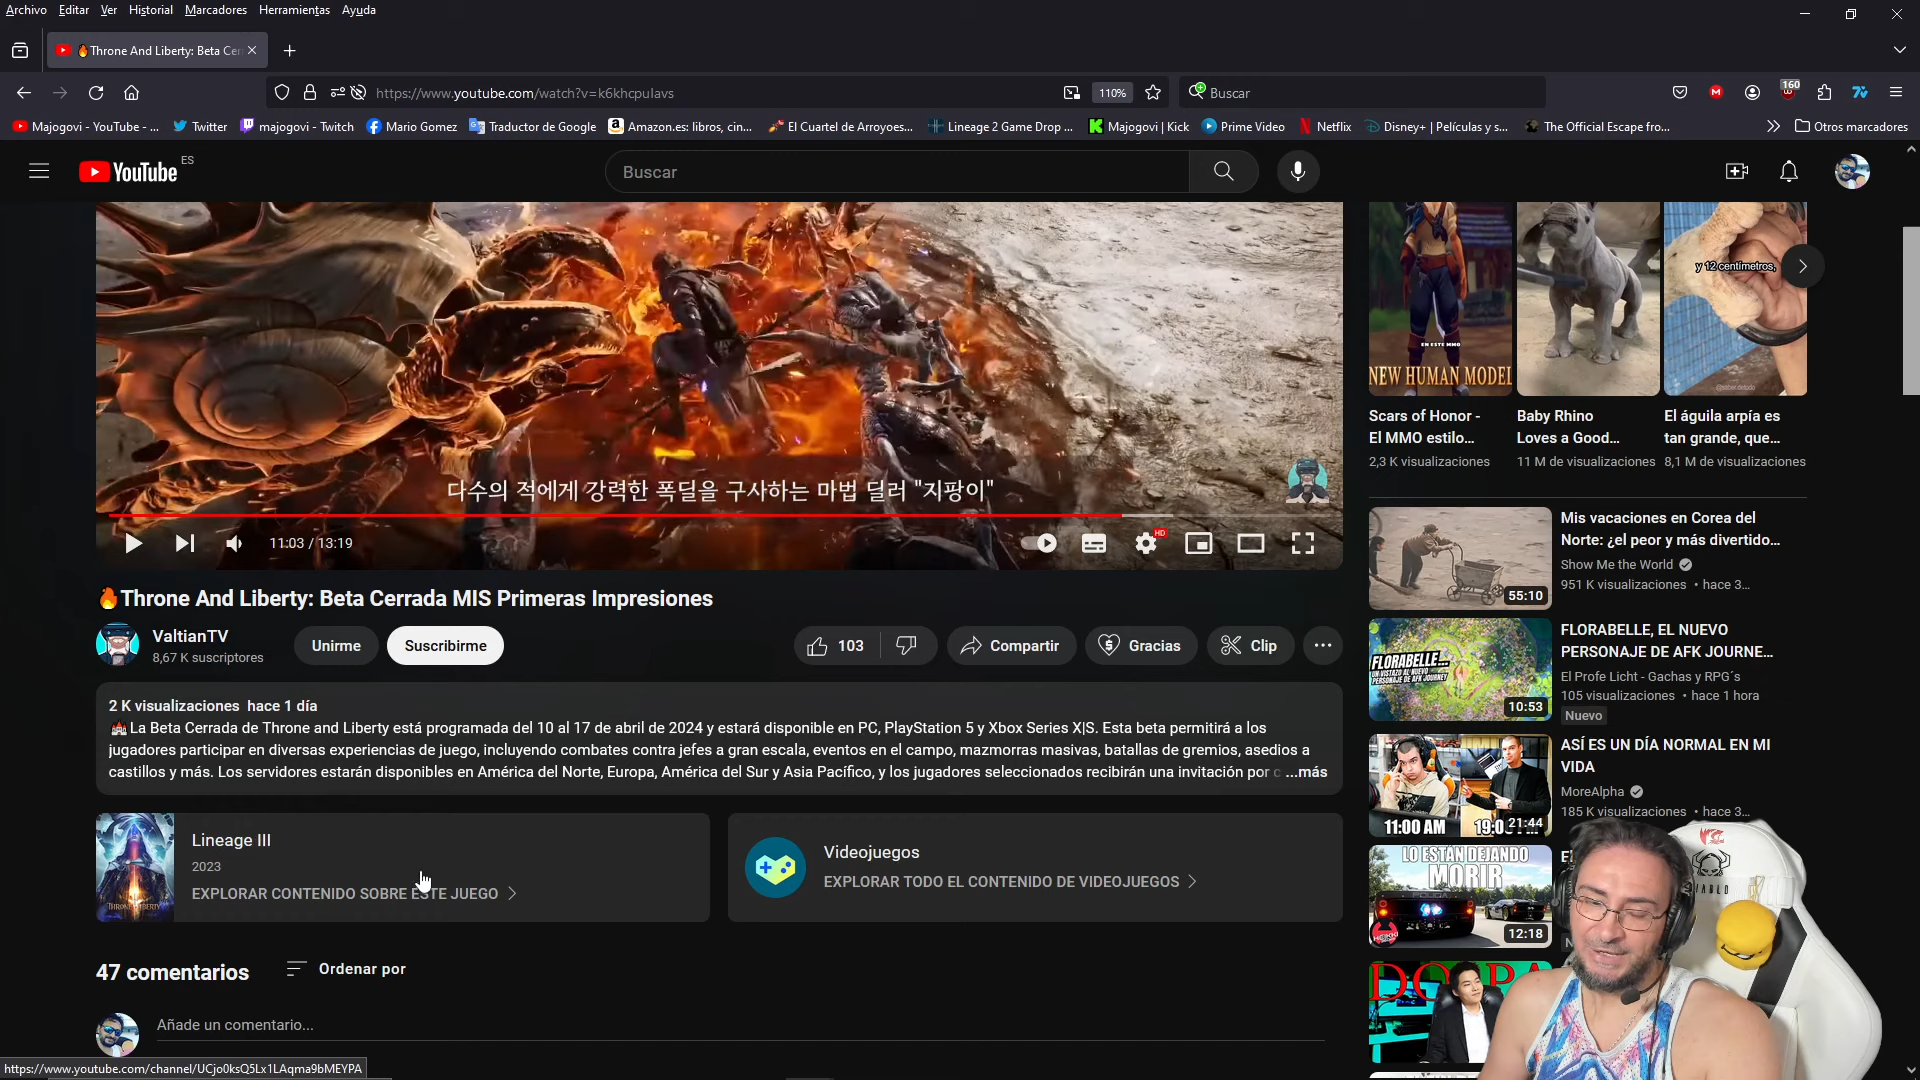 Archivo Editar Ver Historial Marcadores Herramientas Ayuda
🔥Throne And Liberty: Beta Cer
https://www.youtube.com/watch?v=k6khcpulavs
110%
Buscar
160
Majogovi - YouTube - ...
Twitter
majogovi - Twitch
Mario Gomez
Traductor de Google
Amazon.es: libros, cin...
El Cuartel de Arroyoes...
Lineage 2 Game Drop ...
Majogovi | Kick
Prime Video
Netflix
Disney+ | Películas y s...
The Official Escape fro...
Otros marcadores
YouTube ES
Buscar
다수의 적에게 강력한 폭딜을 구사하는 마법 딜러 "지팡이"
11:03 / 13:19
HD
🔥Throne And Liberty: Beta Cerrada MIS Primeras Impresiones
ValtianTV
8,67 K suscriptores
Unirme
Suscribirme
103
Compartir
Gracias
Clip
2 K visualizaciones hace 1 día
🏰La Beta Cerrada de Throne and Liberty está programada del 10 al 17 de abril de 2024 y estará disponible en PC, PlayStation 5 y Xbox Series X|S. Esta beta permitirá a los
jugadores participar en diversas experiencias de juego, incluyendo combates contra jefes a gran escala, eventos en el campo, mazmorras masivas, batallas de gremios, asedios a
castillos y más. Los servidores estarán disponibles en América del Norte, Europa, América del Sur y Asia Pacífico, y los jugadores seleccionados recibirán una invitación por c ...más
THRONE LIBERTY
Lineage III
2023
EXPLORAR CONTENIDO SOBRE ESTE JUEGO
Videojuegos
EXPLORAR TODO EL CONTENIDO DE VIDEOJUEGOS
47 comentarios
Ordenar por
Añade un comentario...
https://www.youtube.com/channel/UCjo0ksQ5Lx1LAqma9bMEYPA
EN ESTE MMO
NEW HUMAN MODEL
y 12 centímetros,
Scars of Honor -
El MMO estilo...
2,3 K visualizaciones
Baby Rhino
Loves a Good...
11 M de visualizaciones
El águila arpía es
tan grande, que...
8,1 M de visualizaciones
55:10
Mis vacaciones en Corea del
Norte: ¿el peor y más divertido...
Show Me the World
951 K visualizaciones • hace 3...
FLORABELLE...
UN VISTAZO AL NUEVO
PERSONAJE DE AFK JOURNEY
10:53
FLORABELLE, EL NUEVO
PERSONAJE DE AFK JOURNE...
El Profe Licht - Gachas y RPG´s
105 visualizaciones • hace 1 hora
Nuevo
11:00 AM
21:44
ASÍ ES UN DÍA NORMAL EN MI
VIDA
MoreAlpha
185 K visualizaciones • hace 3...
LO ESTÁN DEJANDO
MORIR
12:18
DIABLO